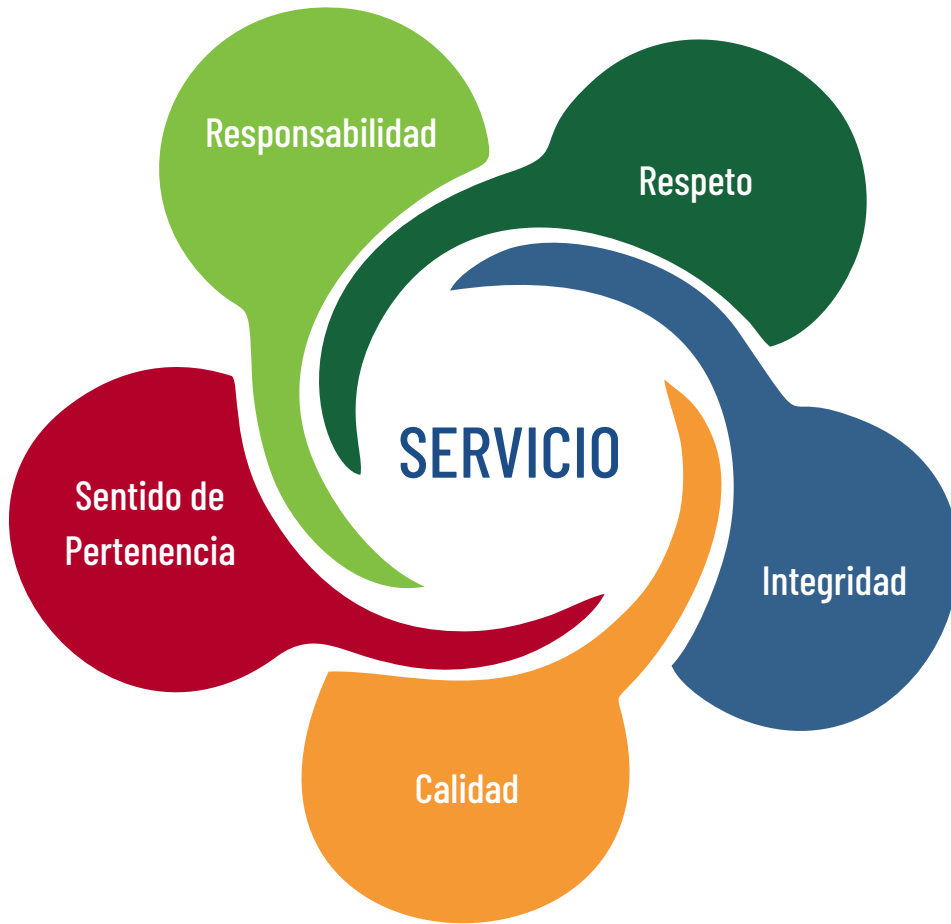 Responsabilidad
Respeto
SERVICIO
Sentido de
Pertenencia
Integridad
Calidad